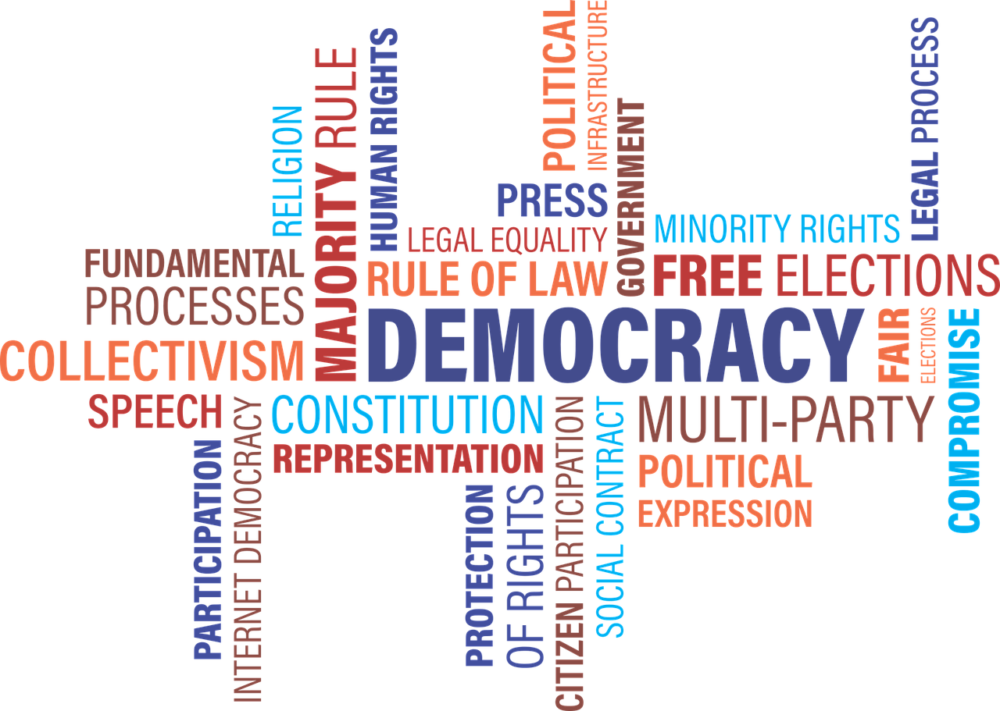 POLITICAL
INFRASTRUCTURE
LEGAL PROCESS
HUMAN RIGHTS
MAJORITY RULE
RELIGION
GOVERNMENT
PRESS
MINORITY RIGHTS
LEGAL EQUALITY
FUNDAMENTAL
PROCESSES
RULE OF LAW
FREE ELECTIONS
COLLECTIVISM
DEMOCRACY
FAIR
ELECTIONS
COMPROMISE
SPEECH
CONSTITUTION
MULTI-PARTY
REPRESENTATION
POLITICAL
EXPRESSION
PARTICIPATION
INTERNET DEMOCRACY
PROTECTION
OF RIGHTS
CITIZEN PARTICIPATION
SOCIAL CONTRACT